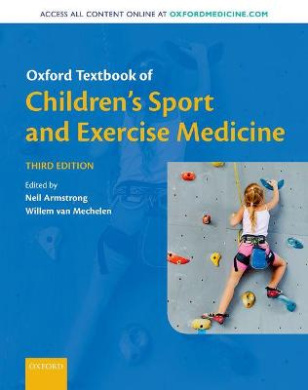 ACCESS ALL CONTENT ONLINE AT OXFORDMEDICINE.COM
Oxford Textbook of
Children's Sport
and Exercise Medicine
THIRD EDITION
Edited by
Neil Armstrong
Willem van Mechelen
OXFORD